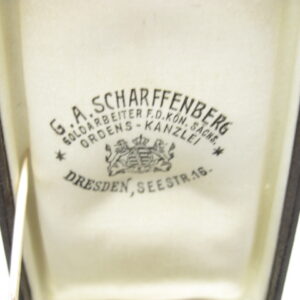 G. A. SCHARFFENBERG
GOLDARBEITER F. D. KÖN. SÄCHS.
ORDENS-KANZLEI
DRESDEN, SEESTR. 16.